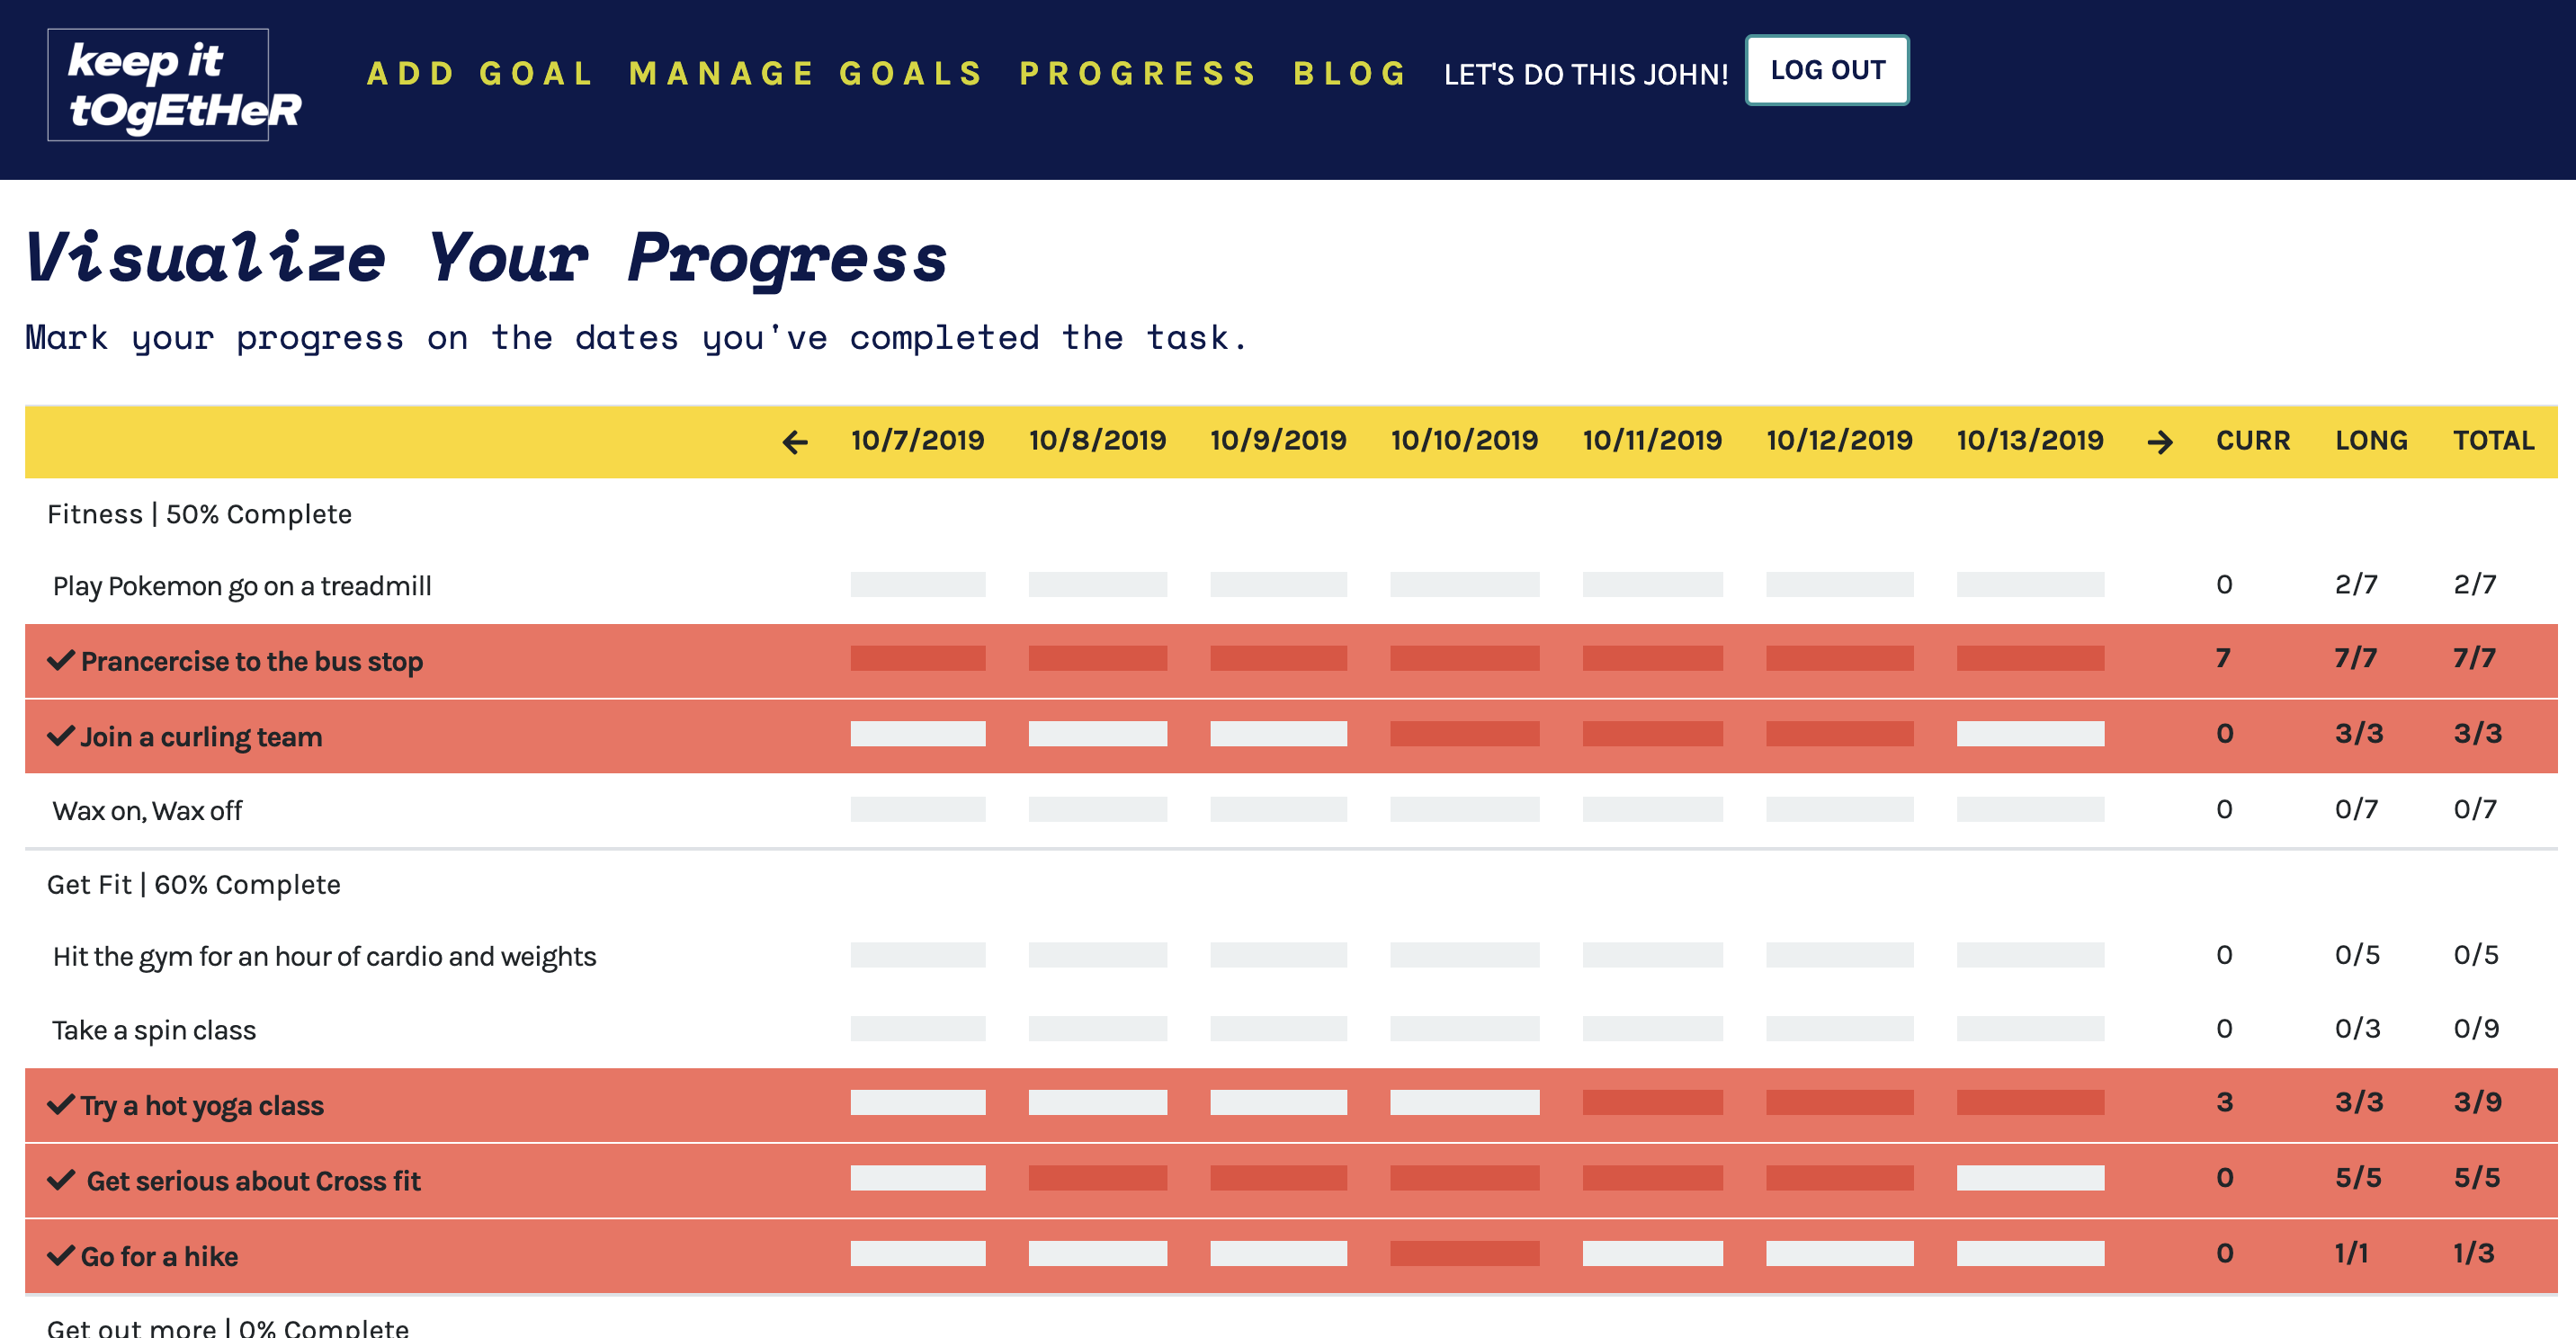 keep it
tOgEtHeR
ADD GOAL MANAGE GOALS PROGRESS BLOG LET'S DO THIS JOHN! LOG OUT
Visualize Your Progress
Mark your progress on the dates you've completed the task.
← 10/7/2019 10/8/2019 10/9/2019 10/10/2019 10/11/2019 10/12/2019 10/13/2019 → CURR LONG TOTAL
Fitness | 50% Complete
Play Pokemon go on a treadmill 0 2/7 2/7
✔ Prancercise to the bus stop 7 7/7 7/7
✔ Join a curling team 0 3/3 3/3
Wax on, Wax off 0 0/7 0/7
Get Fit | 60% Complete
Hit the gym for an hour of cardio and weights 0 0/5 0/5
Take a spin class 0 0/3 0/9
✔ Try a hot yoga class 3 3/3 3/9
✔ Get serious about Cross fit 0 5/5 5/5
✔ Go for a hike 0 1/1 1/3
Get out more | 0% Complete